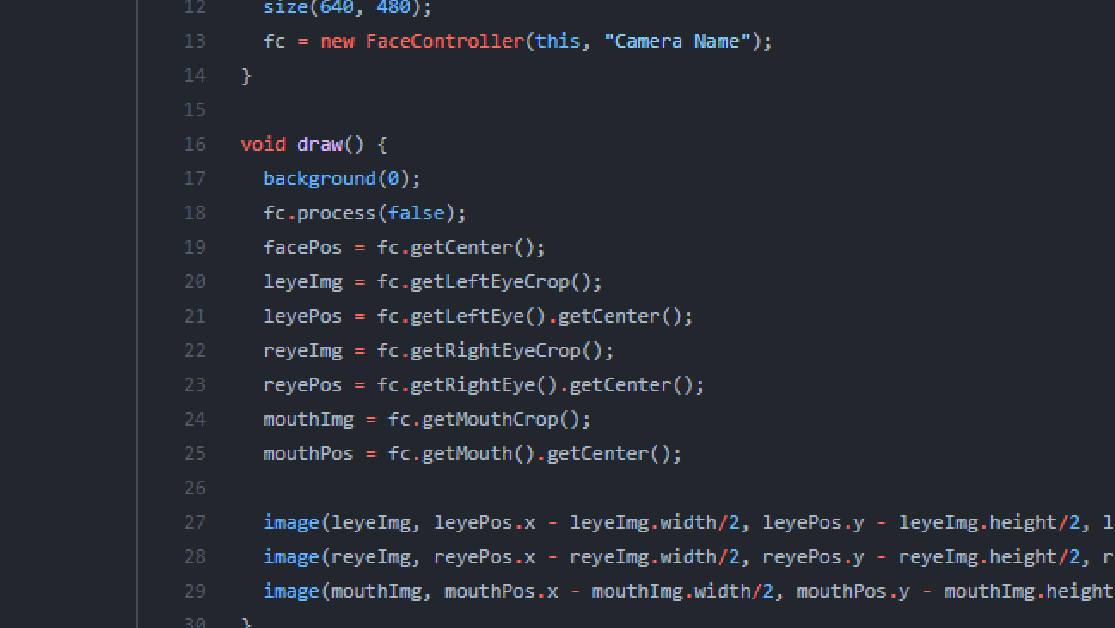 12 size(640, 480);
13 fc = new FaceController(this, "Camera Name");
14 }
15
16 void draw() {
17 background(0);
18 fc.process(false);
19 facePos = fc.getCenter();
20 leyeImg = fc.getLeftEyeCrop();
21 leyePos = fc.getLeftEye().getCenter();
22 reyeImg = fc.getRightEyeCrop();
23 reyePos = fc.getRightEye().getCenter();
24 mouthImg = fc.getMouthCrop();
25 mouthPos = fc.getMouth().getCenter();
26
27 image(leyeImg, leyePos.x - leyeImg.width/2, leyePos.y - leyeImg.height/2, l
28 image(reyeImg, reyePos.x - reyeImg.width/2, reyePos.y - reyeImg.height/2, r
29 image(mouthImg, mouthPos.x - mouthImg.width/2, mouthPos.y - mouthImg.height
30 }